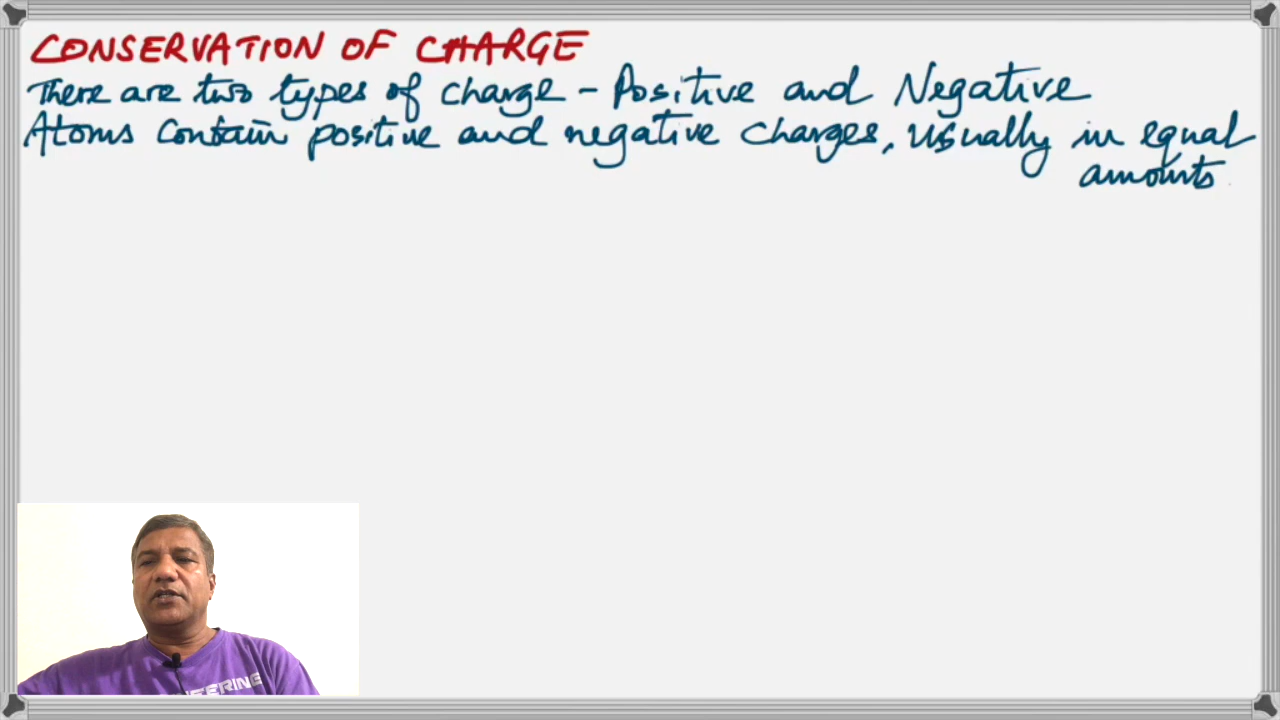 CONSERVATION OF CHARGE
There are two types of charge - Positive and Negative
Atoms contain positive and negative charges, usually in equal
amounts